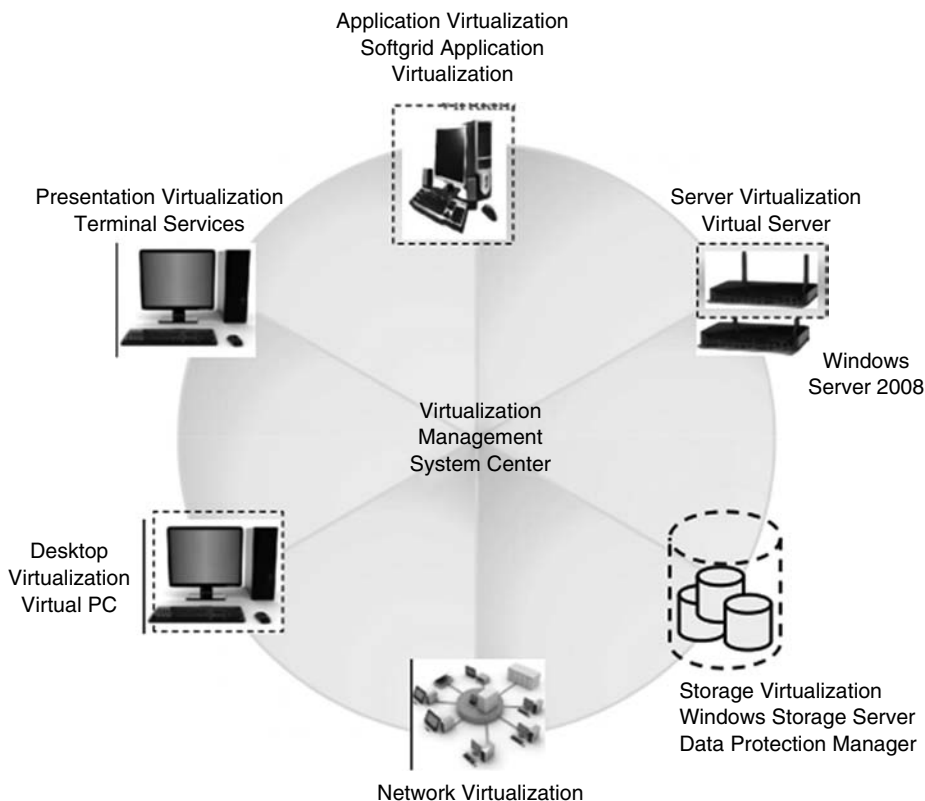 Application Virtualization
Softgrid Application
Virtualization
Presentation Virtualization
Terminal Services
Server Virtualization
Virtual Server
Windows
Server 2008
Virtualization
Management
System Center
Desktop
Virtualization
Virtual PC
Storage Virtualization
Windows Storage Server
Data Protection Manager
Network Virtualization